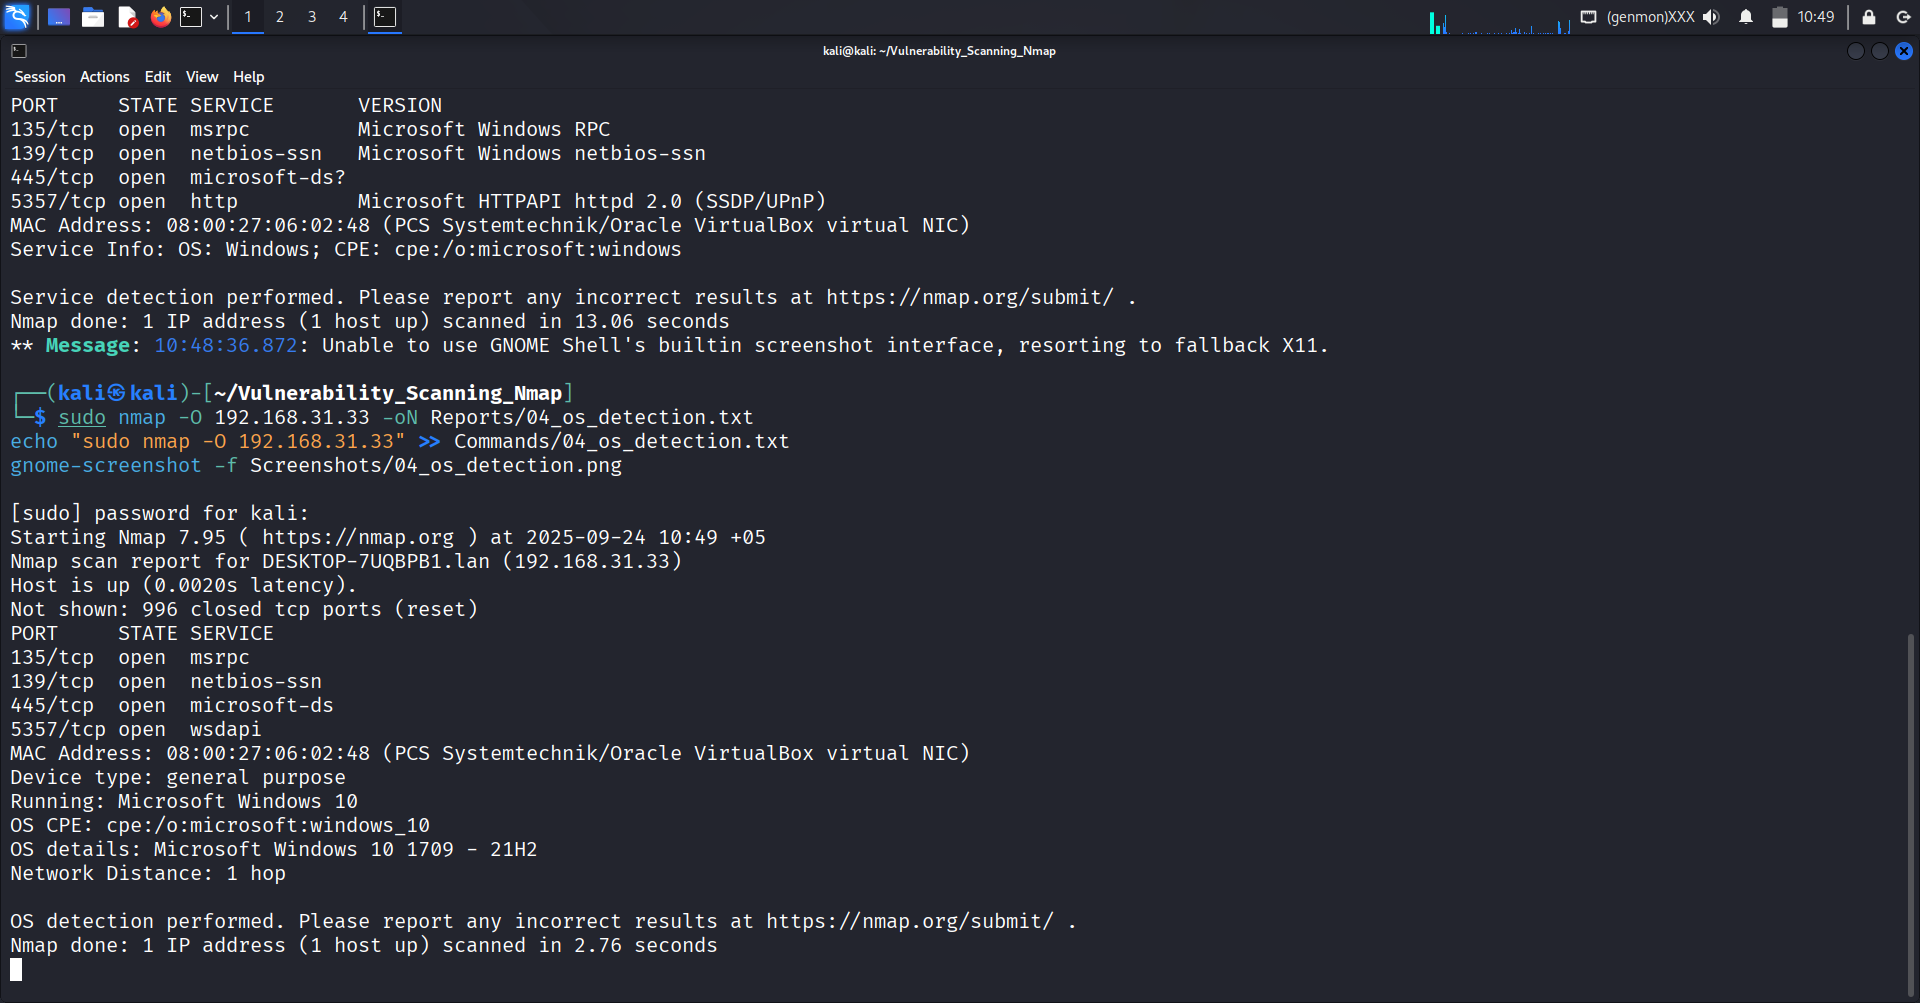 1 2 3 4 (genmon)XXX 10:49
kali@kali: ~/Vulnerability_Scanning_Nmap
Session Actions Edit View Help
PORT     STATE SERVICE       VERSION
135/tcp  open  msrpc         Microsoft Windows RPC
139/tcp  open  netbios-ssn   Microsoft Windows netbios-ssn
445/tcp  open  microsoft-ds?
5357/tcp open  http          Microsoft HTTPAPI httpd 2.0 (SSDP/UPnP)
MAC Address: 08:00:27:06:02:48 (PCS Systemtechnik/Oracle VirtualBox virtual NIC)
Service Info: OS: Windows; CPE: cpe:/o:microsoft:windows
Service detection performed. Please report any incorrect results at https://nmap.org/submit/ .
Nmap done: 1 IP address (1 host up) scanned in 13.06 seconds
** Message: 10:48:36.872: Unable to use GNOME Shell's builtin screenshot interface, resorting to fallback X11.
┌──(kali㉿kali)-[~/Vulnerability_Scanning_Nmap]
└─$ sudo nmap -O 192.168.31.33 -oN Reports/04_os_detection.txt
echo "sudo nmap -O 192.168.31.33" >> Commands/04_os_detection.txt
gnome-screenshot -f Screenshots/04_os_detection.png
[sudo] password for kali:
Starting Nmap 7.95 ( https://nmap.org ) at 2025-09-24 10:49 +05
Nmap scan report for DESKTOP-7UQBPB1.lan (192.168.31.33)
Host is up (0.0020s latency).
Not shown: 996 closed tcp ports (reset)
PORT     STATE SERVICE
135/tcp  open  msrpc
139/tcp  open  netbios-ssn
445/tcp  open  microsoft-ds
5357/tcp open  wsdapi
MAC Address: 08:00:27:06:02:48 (PCS Systemtechnik/Oracle VirtualBox virtual NIC)
Device type: general purpose
Running: Microsoft Windows 10
OS CPE: cpe:/o:microsoft:windows_10
OS details: Microsoft Windows 10 1709 - 21H2
Network Distance: 1 hop
OS detection performed. Please report any incorrect results at https://nmap.org/submit/ .
Nmap done: 1 IP address (1 host up) scanned in 2.76 seconds